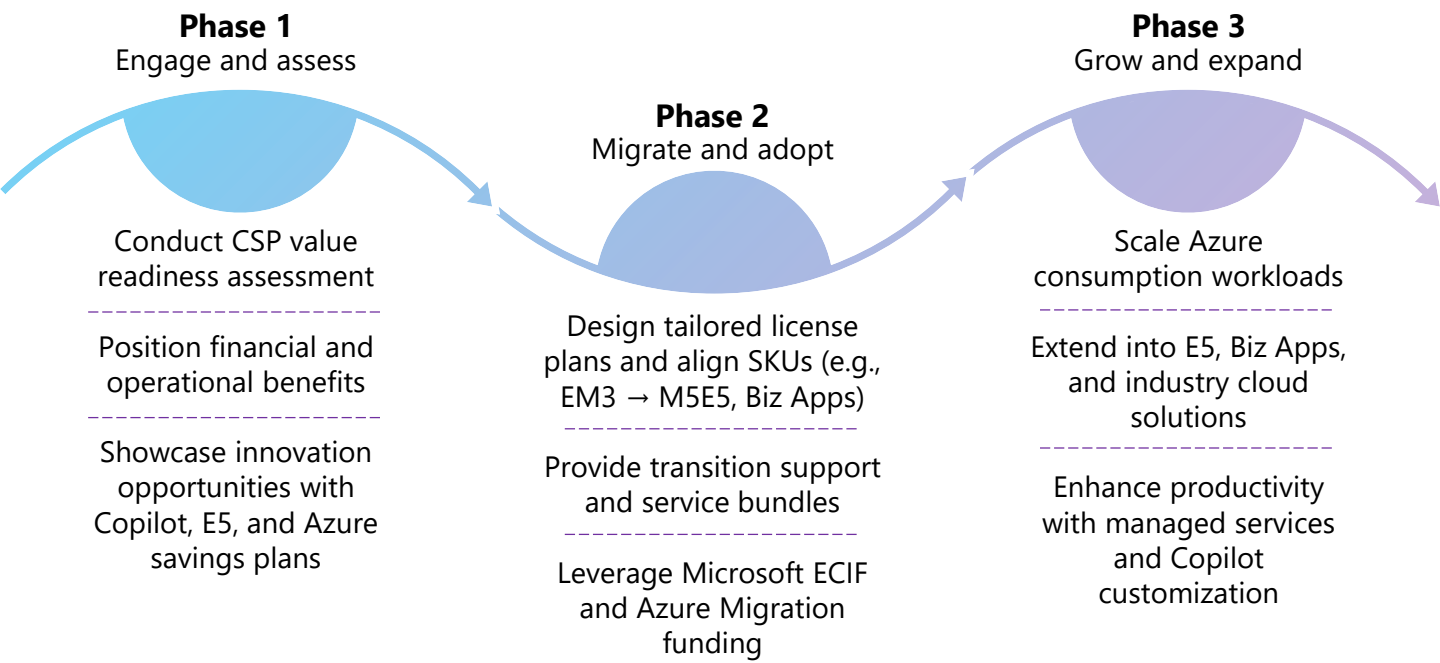 Phase 1
Engage and assess
Conduct CSP value
readiness assessment
Position financial and
operational benefits
Showcase innovation
opportunities with
Copilot, E5, and Azure
savings plans
Phase 2
Migrate and adopt
Design tailored license
plans and align SKUs (e.g.,
EM3 → M5E5, Biz Apps)
Provide transition support
and service bundles
Leverage Microsoft ECIF
and Azure Migration
funding
Phase 3
Grow and expand
Scale Azure
consumption workloads
Extend into E5, Biz Apps,
and industry cloud
solutions
Enhance productivity
with managed services
and Copilot
customization